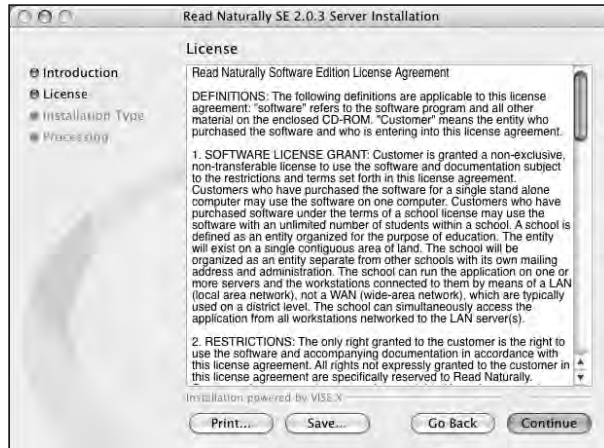 Read Naturally SE 2.0.3 Server Installation
License
Introduction
License
Installation Type
Processing
Read Naturally Software Edition License Agreement
DEFINITIONS: The following definitions are applicable to this license
agreement: "software" refers to the software program and all other
material on the enclosed CD-ROM. "Customer" means the entity who
purchased the software and who is entering into this license agreement.
1. SOFTWARE LICENSE GRANT: Customer is granted a non-exclusive,
non-transferable license to use the software and documentation subject
to the restrictions and terms set forth in this license agreement.
Customers who have purchased the software for a single stand alone
computer may use the software on one computer. Customers who have
purchased software under the terms of a school license may use the
software with an unlimited number of students within a school. A school is
defined as an entity organized for the purpose of education. The entity
will exist on a single contiguous area of land. The school will be
organized as an entity separate from other schools with its own mailing
address and administration. The school can run the application on one or
more servers and the workstations connected to them by means of a LAN
(local area network), not a WAN (wide-area network), which are typically
used on a district level. The school can simultaneously access the
application from all workstations networked to the LAN server(s).
2. RESTRICTIONS: The only right granted to the customer is the right to
use the software and accompanying documentation in accordance with
this license agreement. All rights not expressly granted to the customer in
this license agreement are specifically reserved to Read Naturally.
Installation powered by VISE X
Print...
Save...
Go Back
Continue